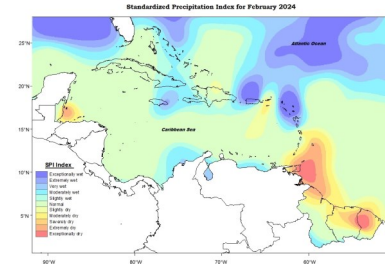 Standardized Precipitation Index for February 2024
25°N
Atlantic Ocean
20°N
15°N
Caribbean Sea
SPI Index
Exceptionally wet
Extremely wet
Very wet
Moderately wet
Slightly wet
Normal
Slightly dry
Moderately dry
Severely dry
Extremely dry
Exceptionally dry
10°N
5°N
90°W
80°W
70°W
60°W